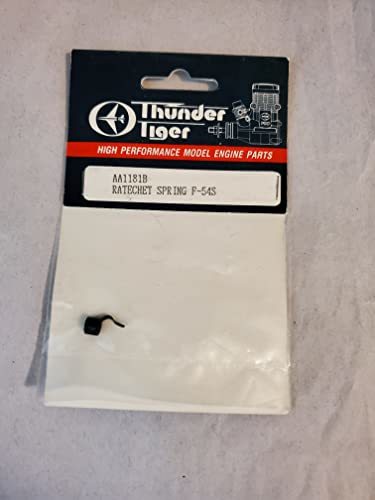 Thunder
Tiger
HIGH PERFORMANCE MODEL ENGINE PARTS
AA1181B
RATECHET SPRING F-54S